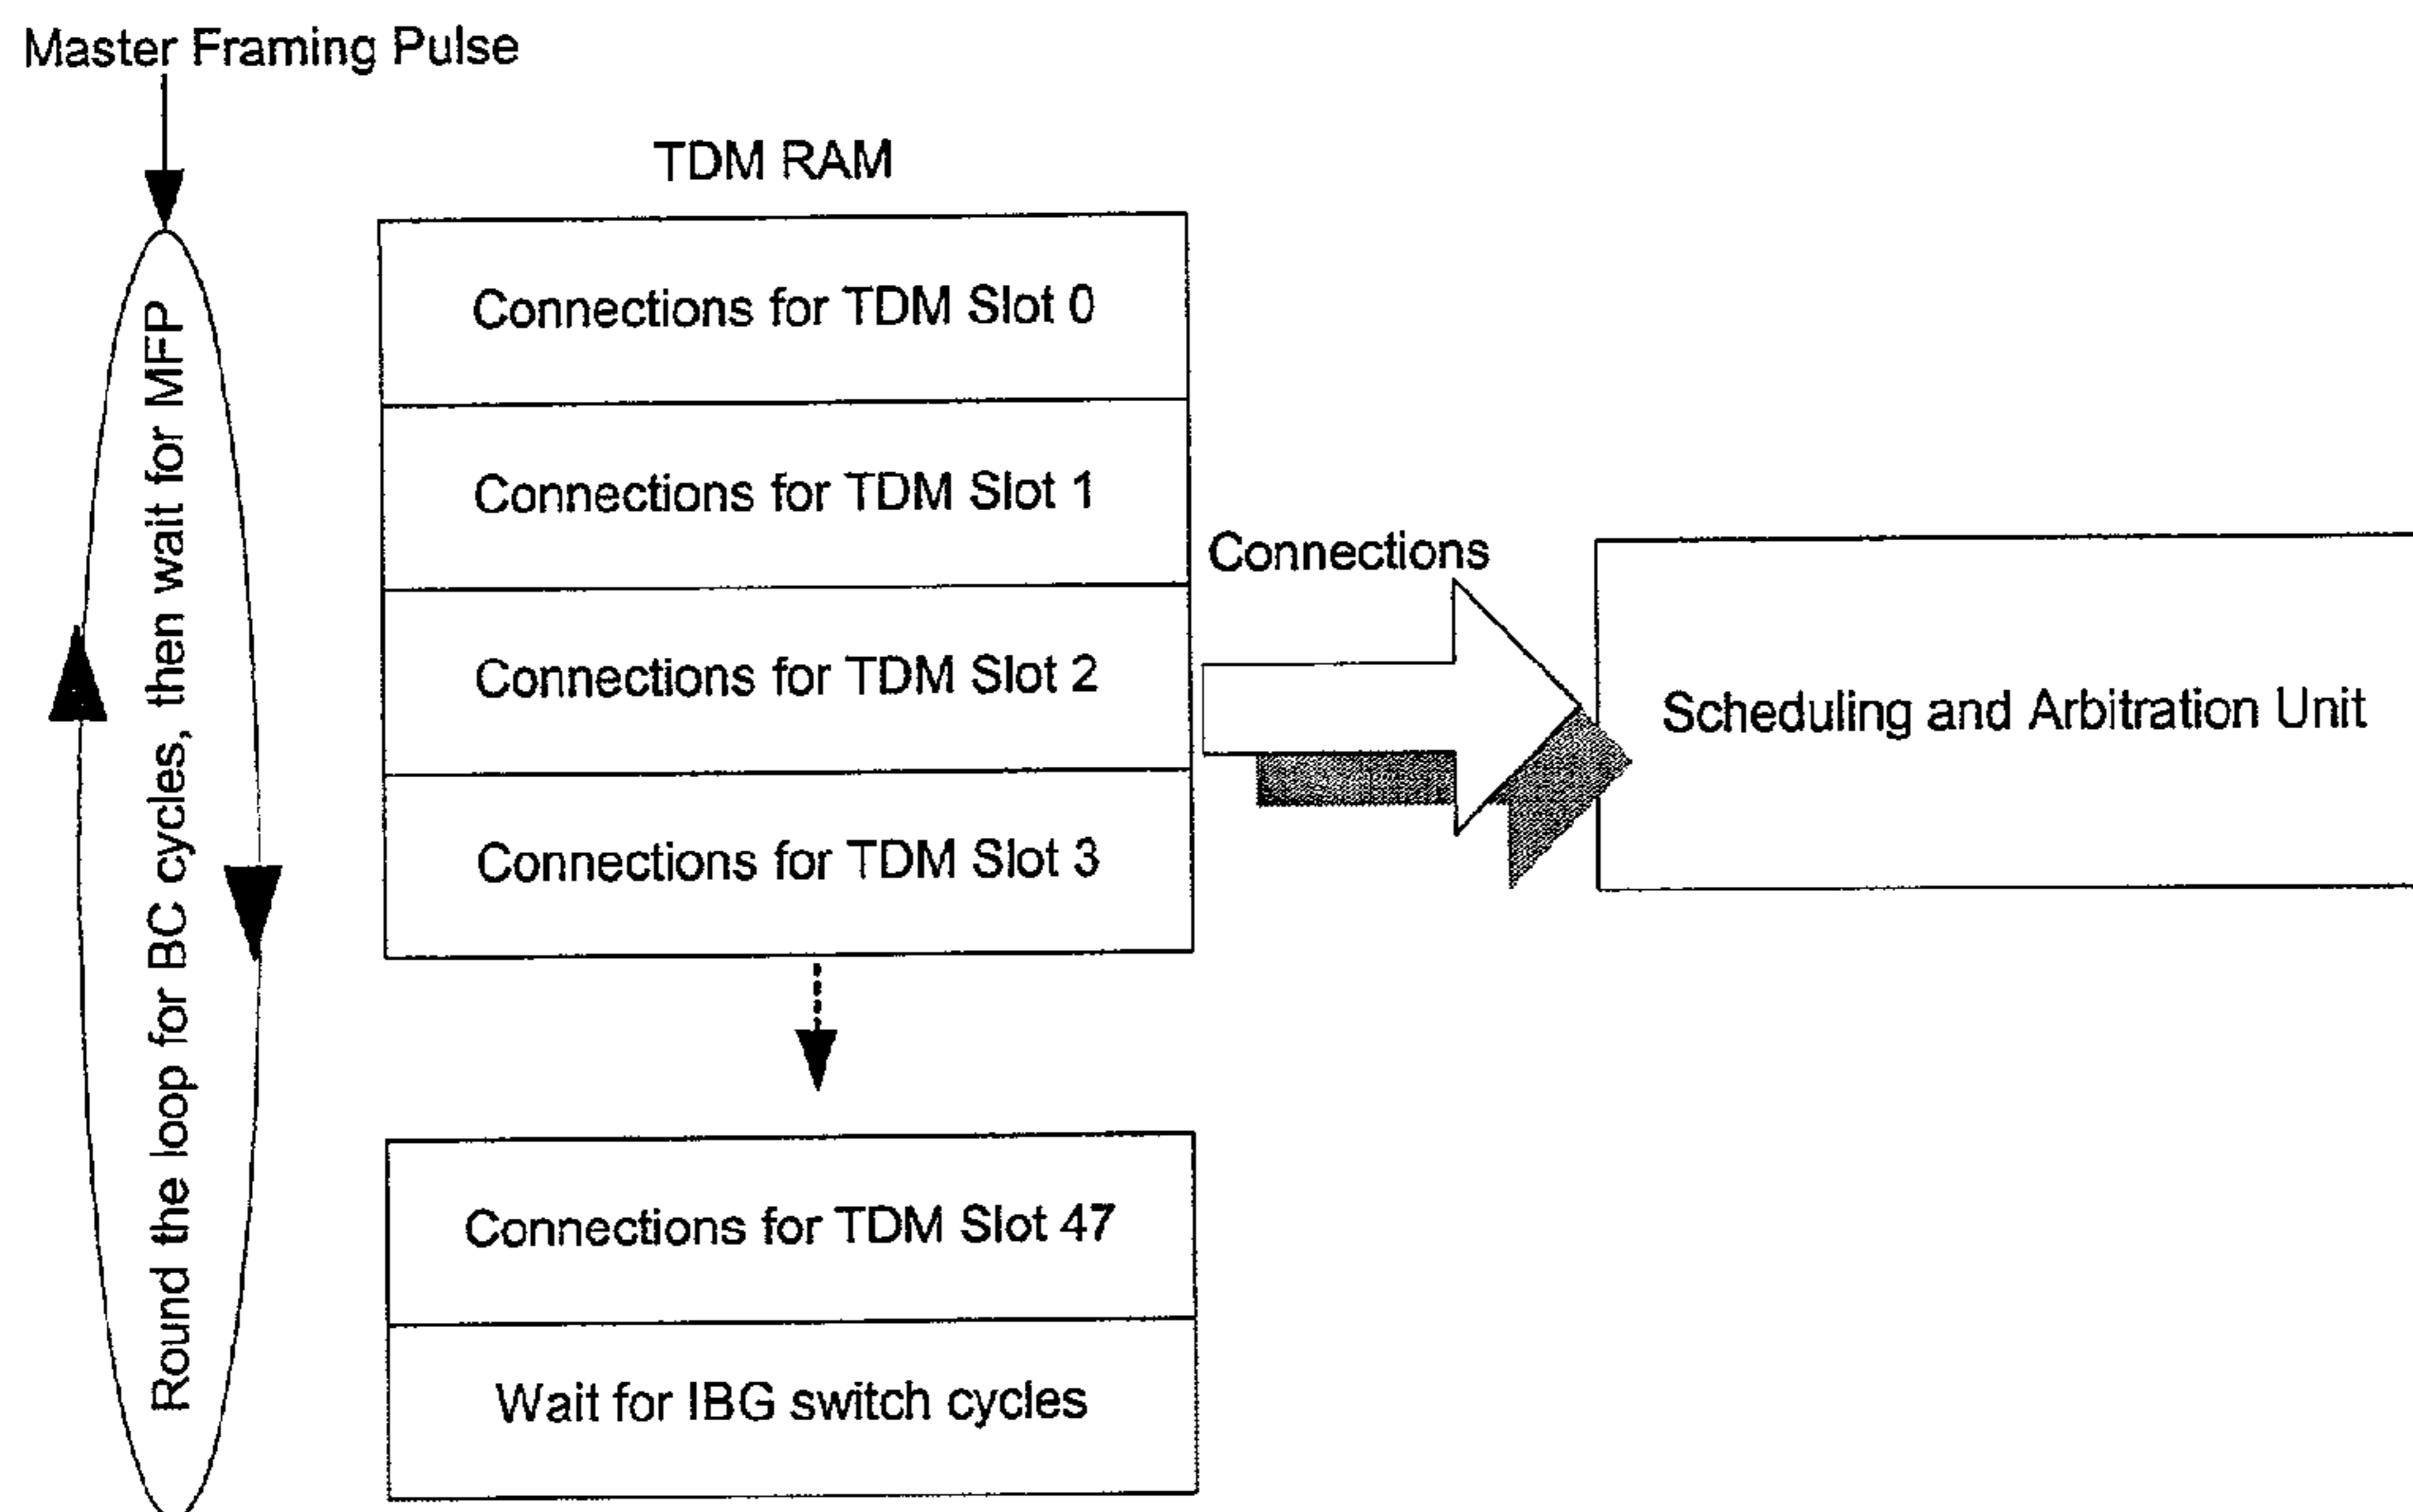 Master Framing Pulse
TDM RAM
Round the loop for BC cycles, then wait for MFP
Connections for TDM Slot 0
Connections for TDM Slot 1
Connections for TDM Slot 2
Connections for TDM Slot 3
Connections
Scheduling and Arbitration Unit
Connections for TDM Slot 47
Wait for IBG switch cycles